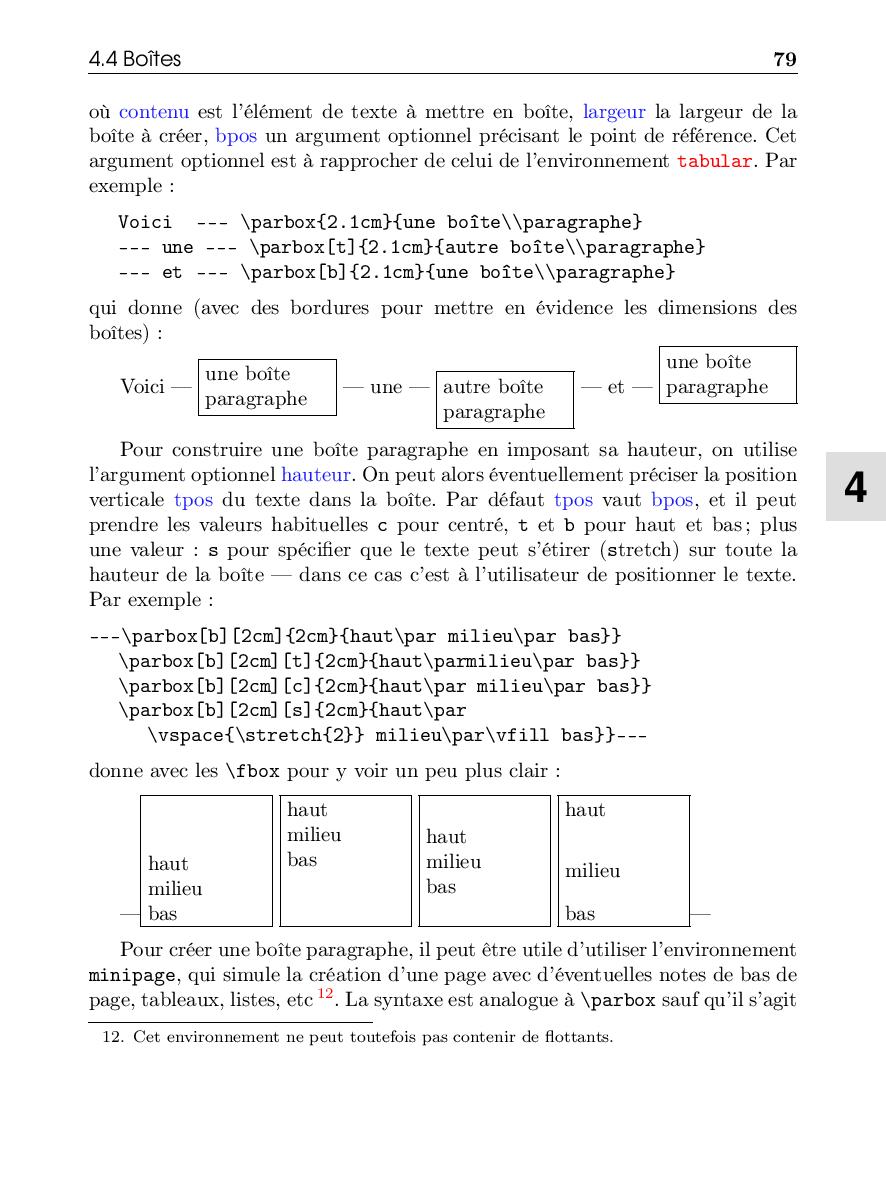 4.4 Boîtes 79
où contenu est l'élément de texte à mettre en boîte, largeur la largeur de la
boîte à créer, bpos un argument optionnel précisant le point de référence. Cet
argument optionnel est à rapprocher de celui de l'environnement tabular. Par
exemple :
Voici --- \parbox{2.1cm}{une boîte\\paragraphe}
--- une --- \parbox[t]{2.1cm}{autre boîte\\paragraphe}
--- et --- \parbox[b]{2.1cm}{une boîte\\paragraphe}
qui donne (avec des bordures pour mettre en évidence les dimensions des
boîtes) :
Voici — une boîte
paragraphe
— une — autre boîte
paragraphe
— et — une boîte
paragraphe
Pour construire une boîte paragraphe en imposant sa hauteur, on utilise
l'argument optionnel hauteur. On peut alors éventuellement préciser la position
verticale tpos du texte dans la boîte. Par défaut tpos vaut bpos, et il peut
prendre les valeurs habituelles c pour centré, t et b pour haut et bas ; plus
une valeur : s pour spécifier que le texte peut s'étirer (stretch) sur toute la
hauteur de la boîte — dans ce cas c'est à l'utilisateur de positionner le texte.
Par exemple :
4
---\parbox[b][2cm]{2cm}{haut\par milieu\par bas}}
\parbox[b][2cm][t]{2cm}{haut\parmilieu\par bas}}
\parbox[b][2cm][c]{2cm}{haut\par milieu\par bas}}
\parbox[b][2cm][s]{2cm}{haut\par
\vspace{\stretch{2}} milieu\par\vfill bas}}---
donne avec les \fbox pour y voir un peu plus clair :
— haut
milieu
bas
haut
milieu
bas
haut
milieu
bas
haut
milieu
bas —
Pour créer une boîte paragraphe, il peut être utile d'utiliser l'environnement
minipage, qui simule la création d'une page avec d'éventuelles notes de bas de
page, tableaux, listes, etc 12. La syntaxe est analogue à \parbox sauf qu'il s'agit
12. Cet environnement ne peut toutefois pas contenir de flottants.